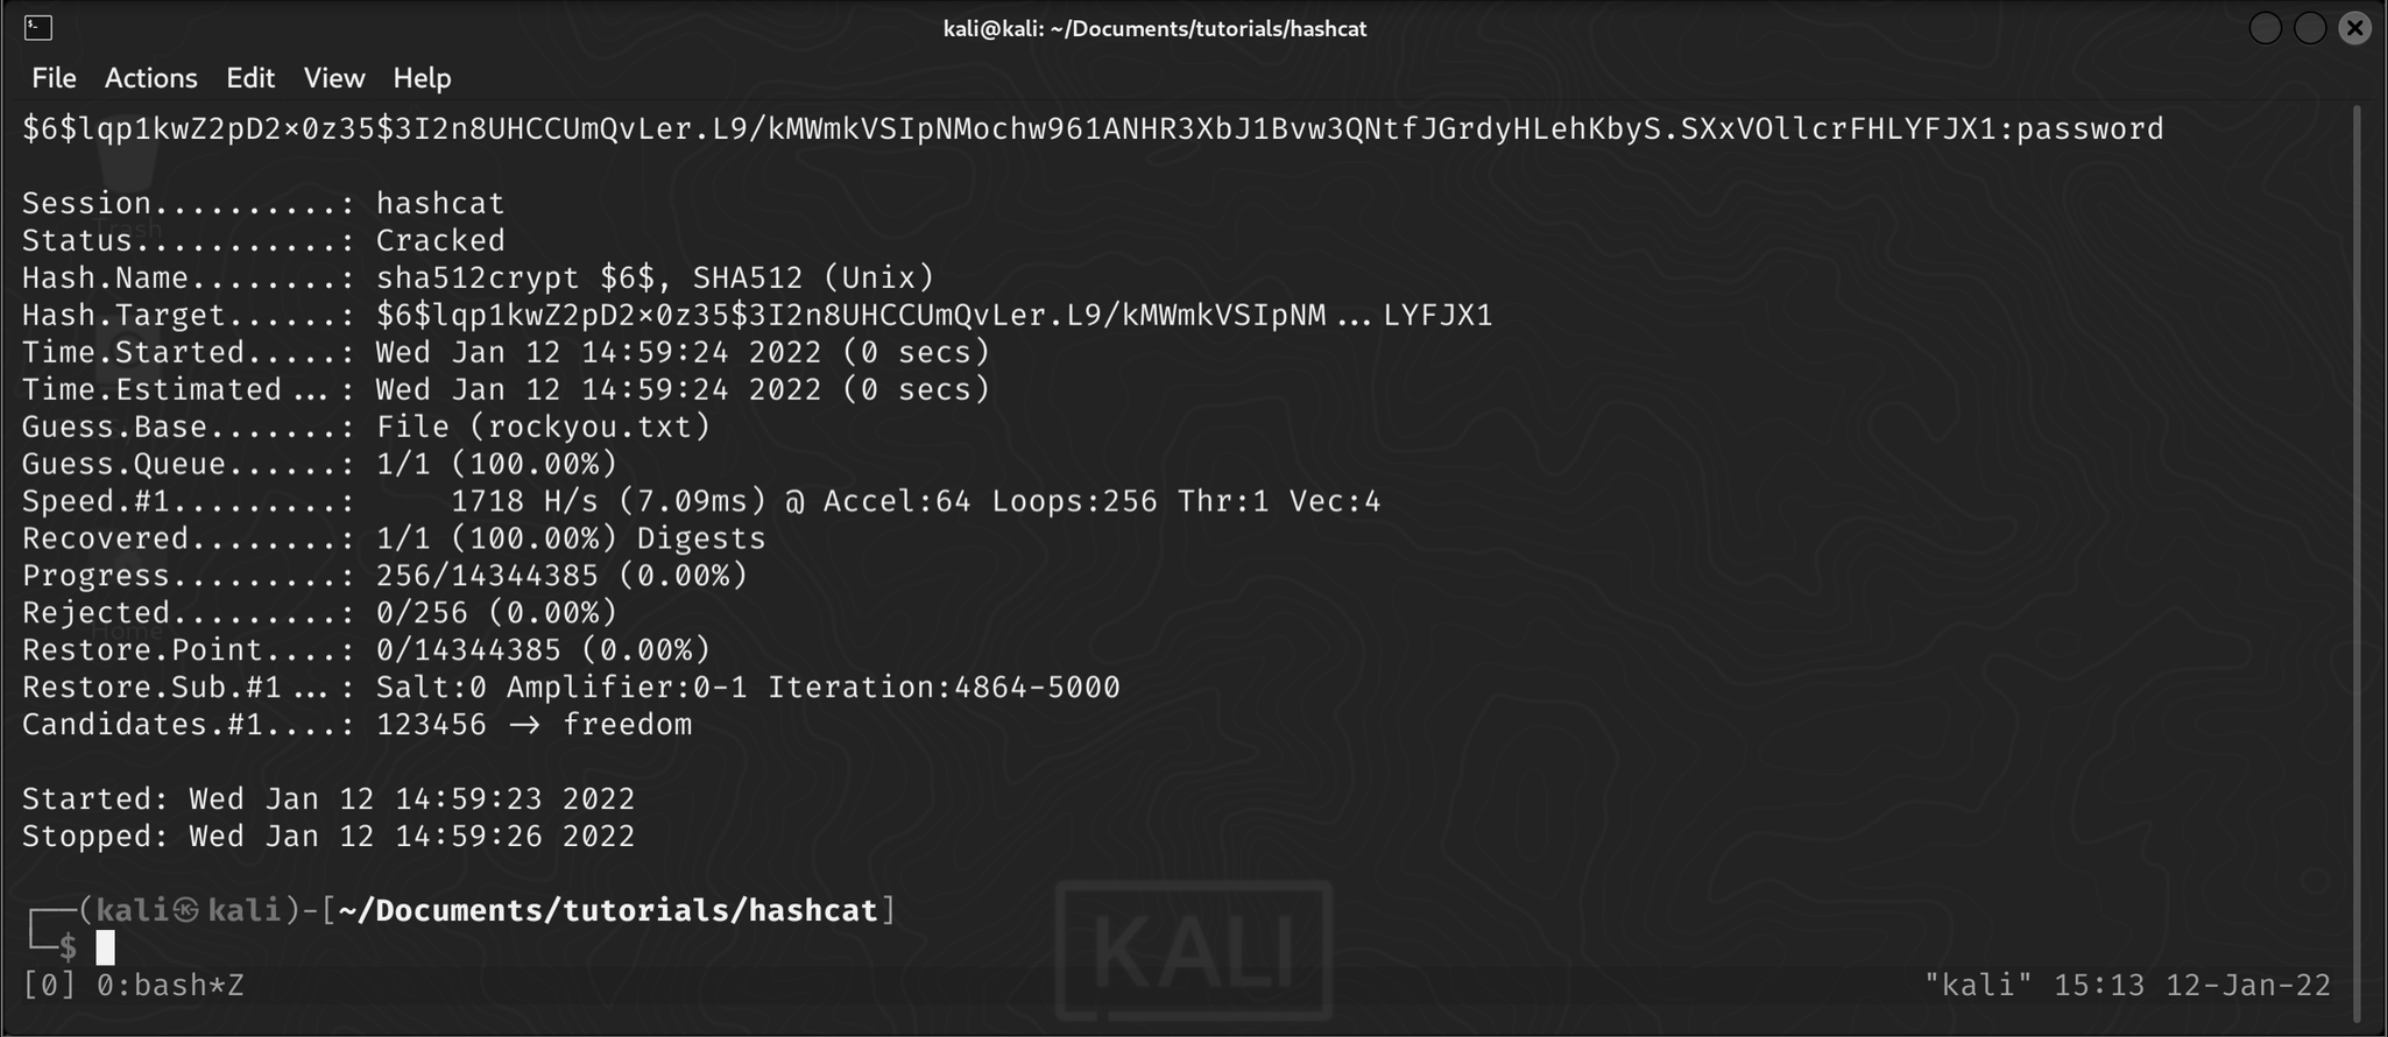 kali@kali: ~/Documents/tutorials/hashcat
File Actions Edit View Help
$6$lqp1kwZ2pD2×0z35$3I2n8UHCCUmQvLer.L9/kMWmkVSIpNMochw961ANHR3XbJ1Bvw3QNtfJGrdyHLehKbyS.SXxVOllcrFHLYFJX1:password
Session..........: hashcat
Status...........: Cracked
Hash.Name........: sha512crypt $6$, SHA512 (Unix)
Hash.Target......: $6$lqp1kwZ2pD2×0z35$3I2n8UHCCUmQvLer.L9/kMWmkVSIpNM...LYFJX1
Time.Started.....: Wed Jan 12 14:59:24 2022 (0 secs)
Time.Estimated...: Wed Jan 12 14:59:24 2022 (0 secs)
Guess.Base.......: File (rockyou.txt)
Guess.Queue......: 1/1 (100.00%)
Speed.#1.........:     1718 H/s (7.09ms) @ Accel:64 Loops:256 Thr:1 Vec:4
Recovered........: 1/1 (100.00%) Digests
Progress.........: 256/14344385 (0.00%)
Rejected.........: 0/256 (0.00%)
Restore.Point....: 0/14344385 (0.00%)
Restore.Sub.#1...: Salt:0 Amplifier:0-1 Iteration:4864-5000
Candidates.#1....: 123456 → freedom
Started: Wed Jan 12 14:59:23 2022
Stopped: Wed Jan 12 14:59:26 2022
┌──(kali㉿kali)-[~/Documents/tutorials/hashcat]
└─$
[0] 0:bash*Z "kali" 15:13 12-Jan-22
KALI
Trash
Home